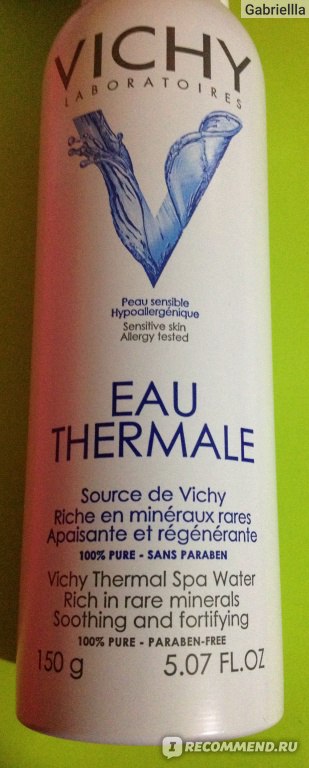 Gabriellla
VICHY
LABORATOIRES
Peau sensible
Hypoallergénique
Sensitive skin
Allergy tested
EAU
THERMALE
Source de Vichy
Riche en minéraux rares
Apaisante et régénérante
100% PURE - SANS PARABEN
Vichy Thermal Spa Water
Rich in rare minerals
Soothing and fortifying
100% PURE - PARABEN-FREE
150 g 5.07 FL.OZ
IRECOMMEND.RU